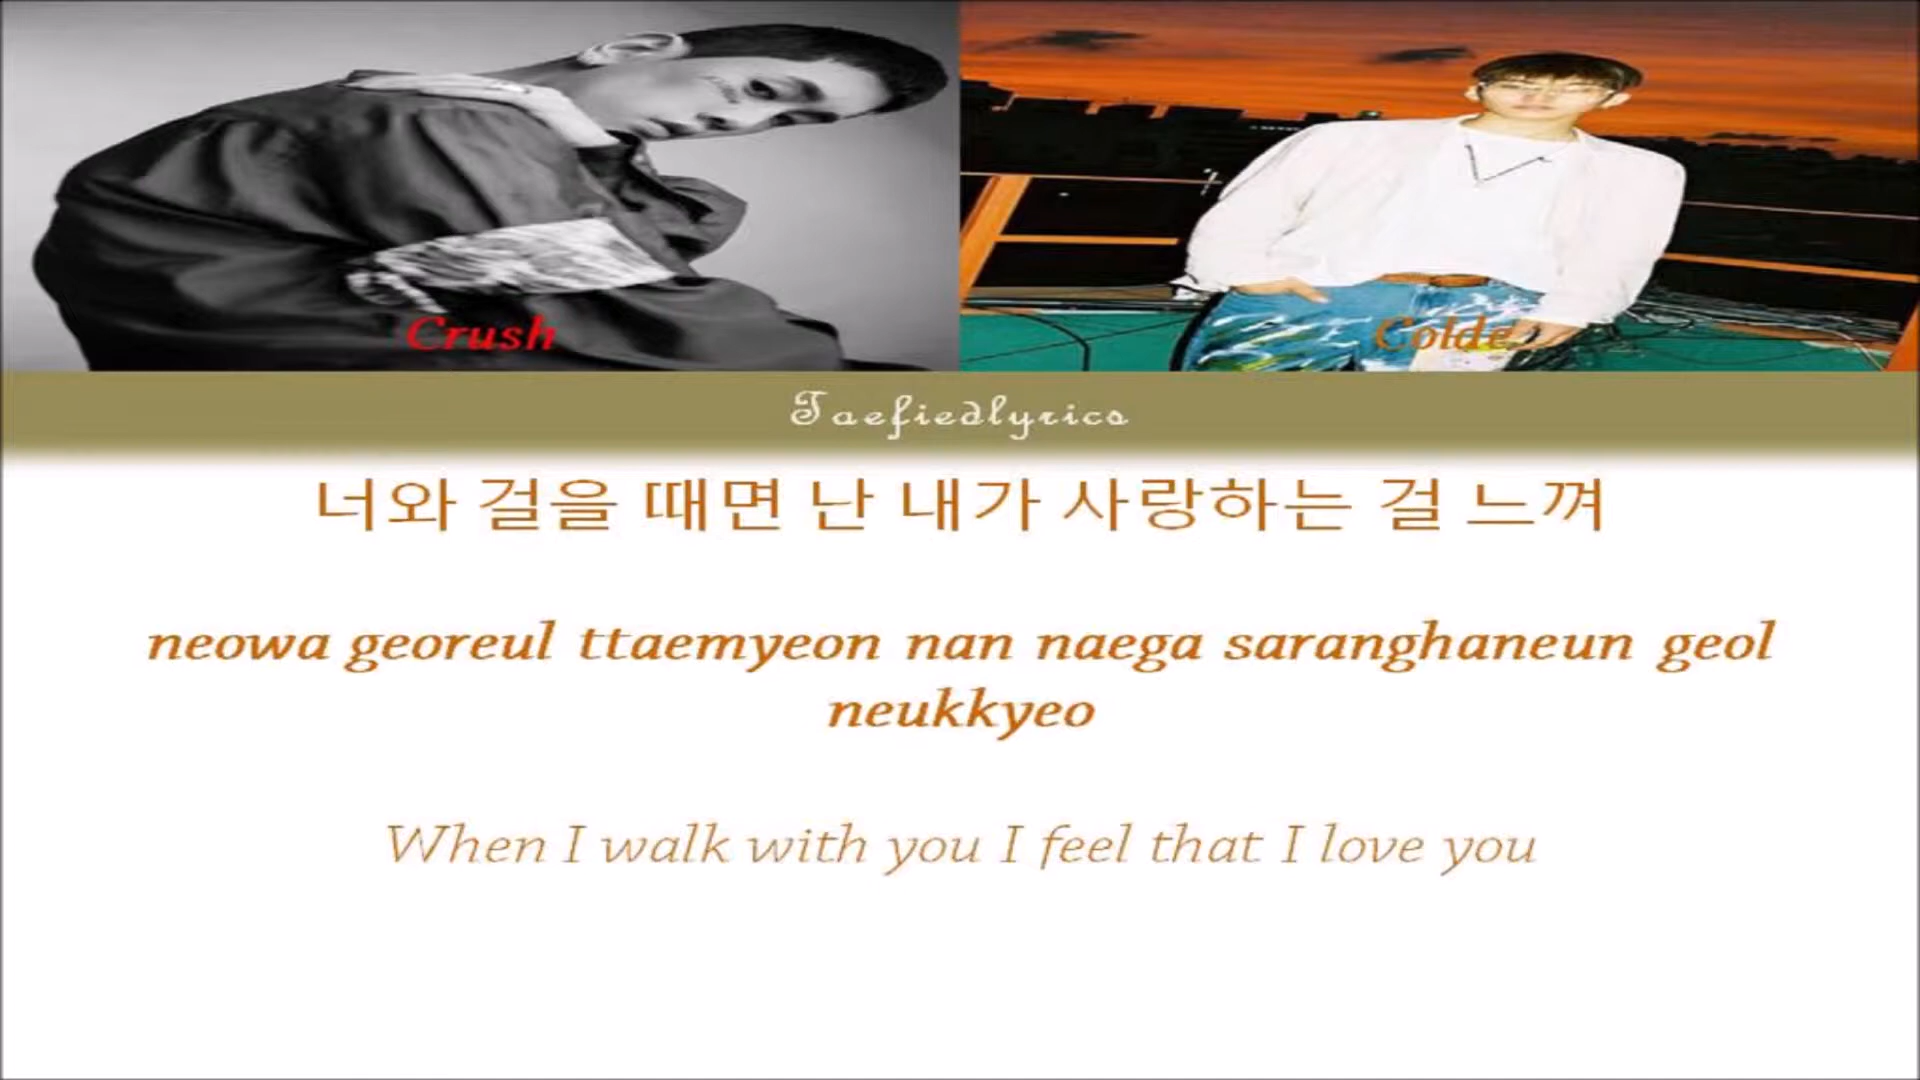 Crush
Colde
Taefiedlyrics
너와 걸을 때면 난 내가 사랑하는 걸 느껴
neowa georeul ttaemyeon nan naega saranghaneun geol
neukkyeo
When I walk with you I feel that I love you